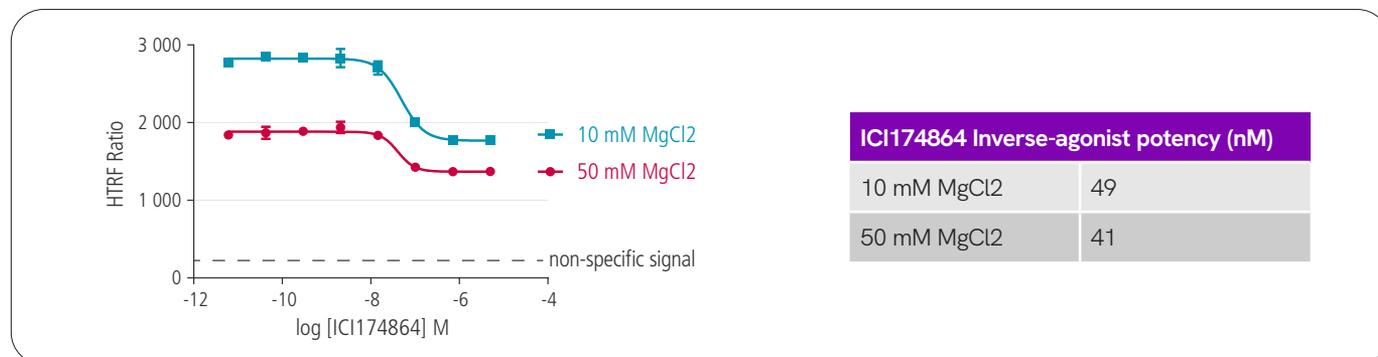 3 000
2 000
1 000
0
HTRF Ratio
-12 -10 -8 -6 -4
log [ICI174864] M
10 mM MgCl2
50 mM MgCl2
non-specific signal
ICI174864 Inverse-agonist potency (nM)
10 mM MgCl2 49
50 mM MgCl2 41